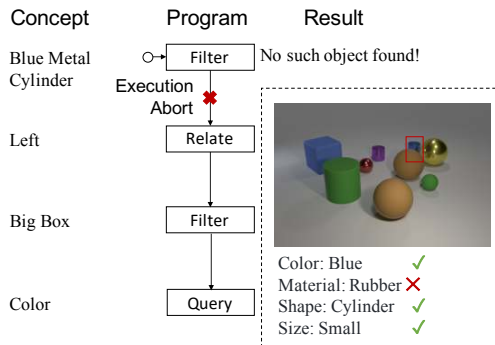 Concept Program Result
Blue Metal
Cylinder
Filter
No such object found!
Execution
Abort
Left
Relate
Big Box
Filter
Color
Query
Color: Blue ✓
Material: Rubber ✗
Shape: Cylinder ✓
Size: Small ✓